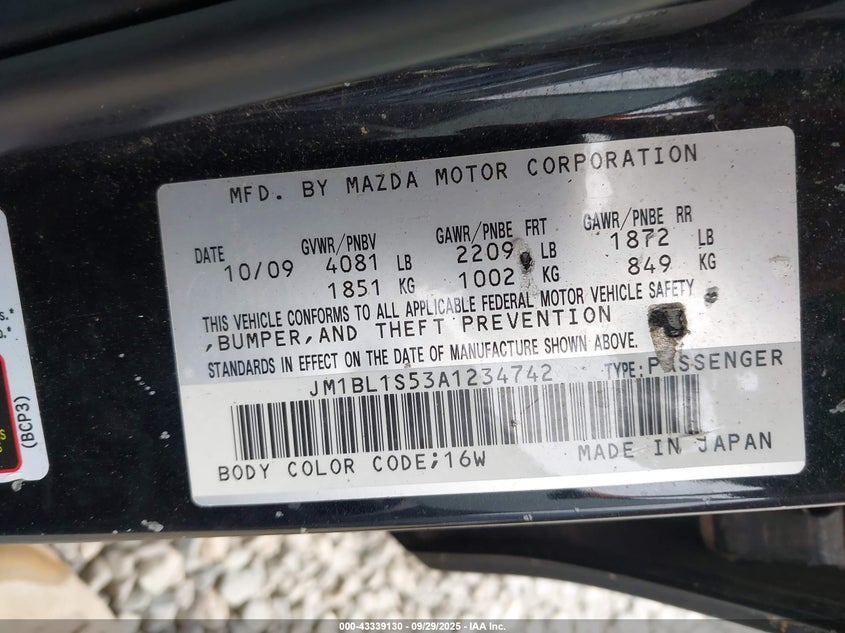 MFD. BY MAZDA MOTOR CORPORATION
DATE GVWR/PNBV GAWR/PNBE FRT GAWR/PNBE RR
10/09 4081 LB 2209 LB 1872 LB
1851 KG 1002 KG 849 KG
THIS VEHICLE CONFORMS TO ALL APPLICABLE FEDERAL MOTOR VEHICLE SAFETY
,BUMPER,AND THEFT PREVENTION
STANDARDS IN EFFECT ON THE DATE OF MANUFACTURE SHOWN ABOVE.
JM1BL1S53A1234742 TYPE:PASSENGER
BODY COLOR CODE;16W MADE IN JAPAN
(BCP3)
000-43339130 - 09/29/2025 - IAA Inc.